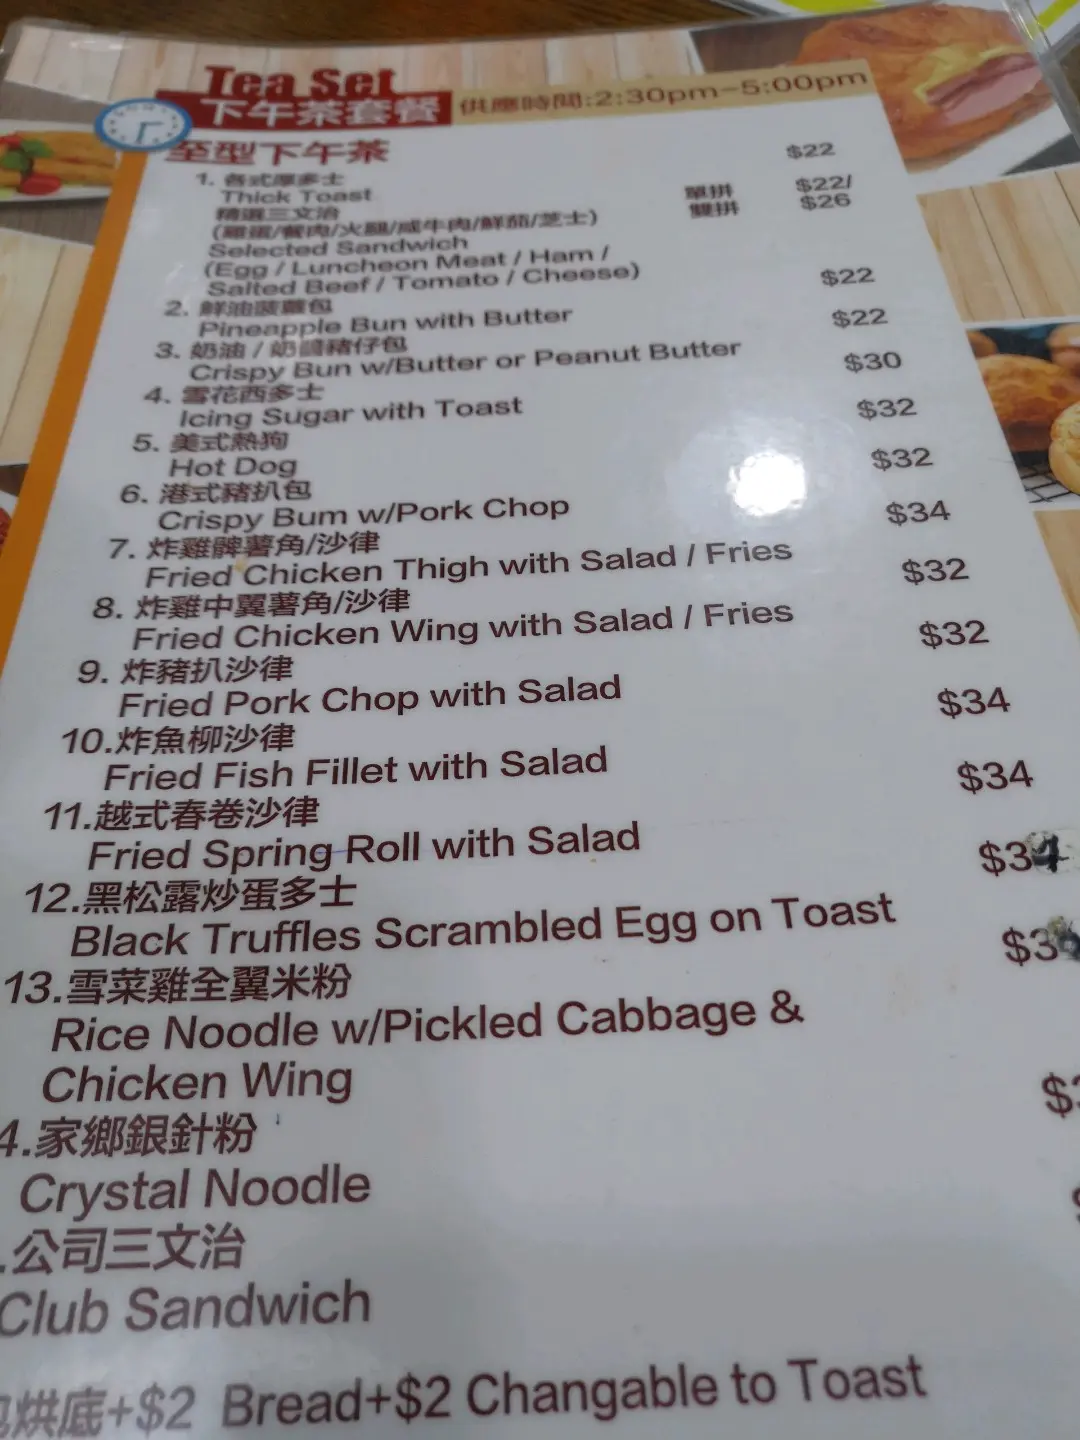 Tea Set
下午茶套餐 供應時間:2:30pm-5:00pm
至型下午茶
1. 各式厚多士 $22
Thick Toast
精選三文治 單拼 $22/
(雞蛋/餐肉/火腿/咸牛肉/鮮茄/芝士) 雙拼 $26
Selected Sandwich
(Egg / Luncheon Meat / Ham /
Salted Beef / Tomato / Cheese)
2. 鮮油菠蘿包 $22
Pineapple Bun with Butter
3. 奶油 / 奶醬豬仔包 $22
Crispy Bun w/Butter or Peanut Butter
4. 雪花西多士 $30
Icing Sugar with Toast
5. 美式熱狗 $32
Hot Dog
6. 港式豬扒包 $32
Crispy Bum w/Pork Chop
7. 炸雞髀薯角/沙律 $34
Fried Chicken Thigh with Salad / Fries
8. 炸雞中翼薯角/沙律 $32
Fried Chicken Wing with Salad / Fries
9. 炸豬扒沙律 $32
Fried Pork Chop with Salad
10.炸魚柳沙律 $34
Fried Fish Fillet with Salad
11.越式春卷沙律 $34
Fried Spring Roll with Salad
12.黑松露炒蛋多士 $34
Black Truffles Scrambled Egg on Toast
13.雪菜雞全翼米粉 $36
Rice Noodle w/Pickled Cabbage &
Chicken Wing
4.家鄉銀針粉
Crystal Noodle
.公司三文治
Club Sandwich
烘底+$2 Bread+$2 Changable to Toast